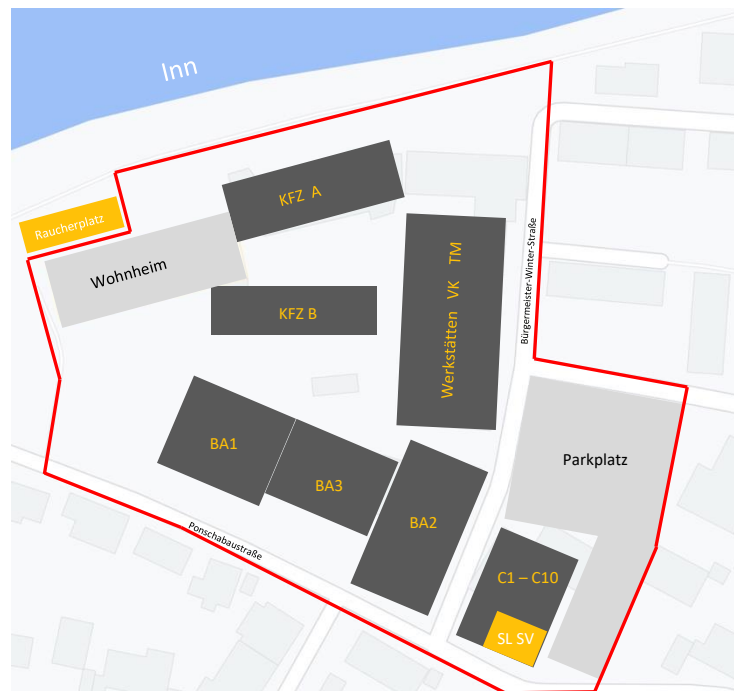 Inn
KFZ A
Raucherplatz
Wohnheim
KFZ B
Werkstätten VK TM
Bürgermeister-Winter-Straße
BA1
BA3
BA2
Parkplatz
Ponschabaustraße
C1 – C10
SL SV